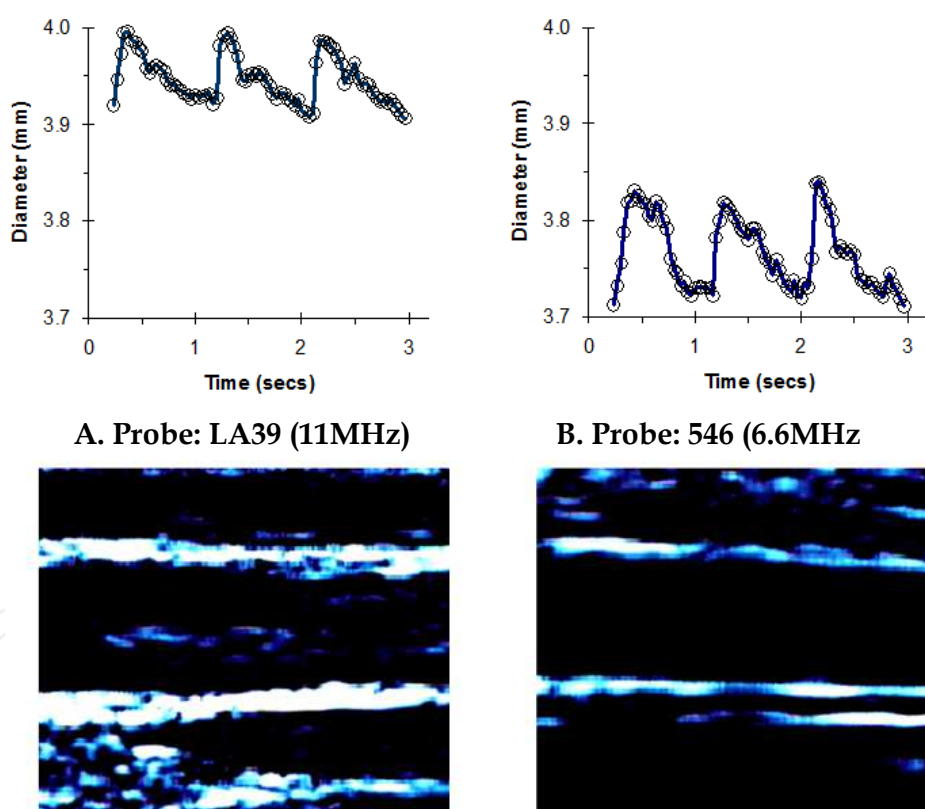 4.0
3.9
3.8
3.7
Diameter (mm)
0 1 2 3
Time (secs)
4.0
3.9
3.8
3.7
Diameter (mm)
0 1 2 3
Time (secs)
A. Probe: LA39 (11MHz)
B. Probe: 546 (6.6MHz